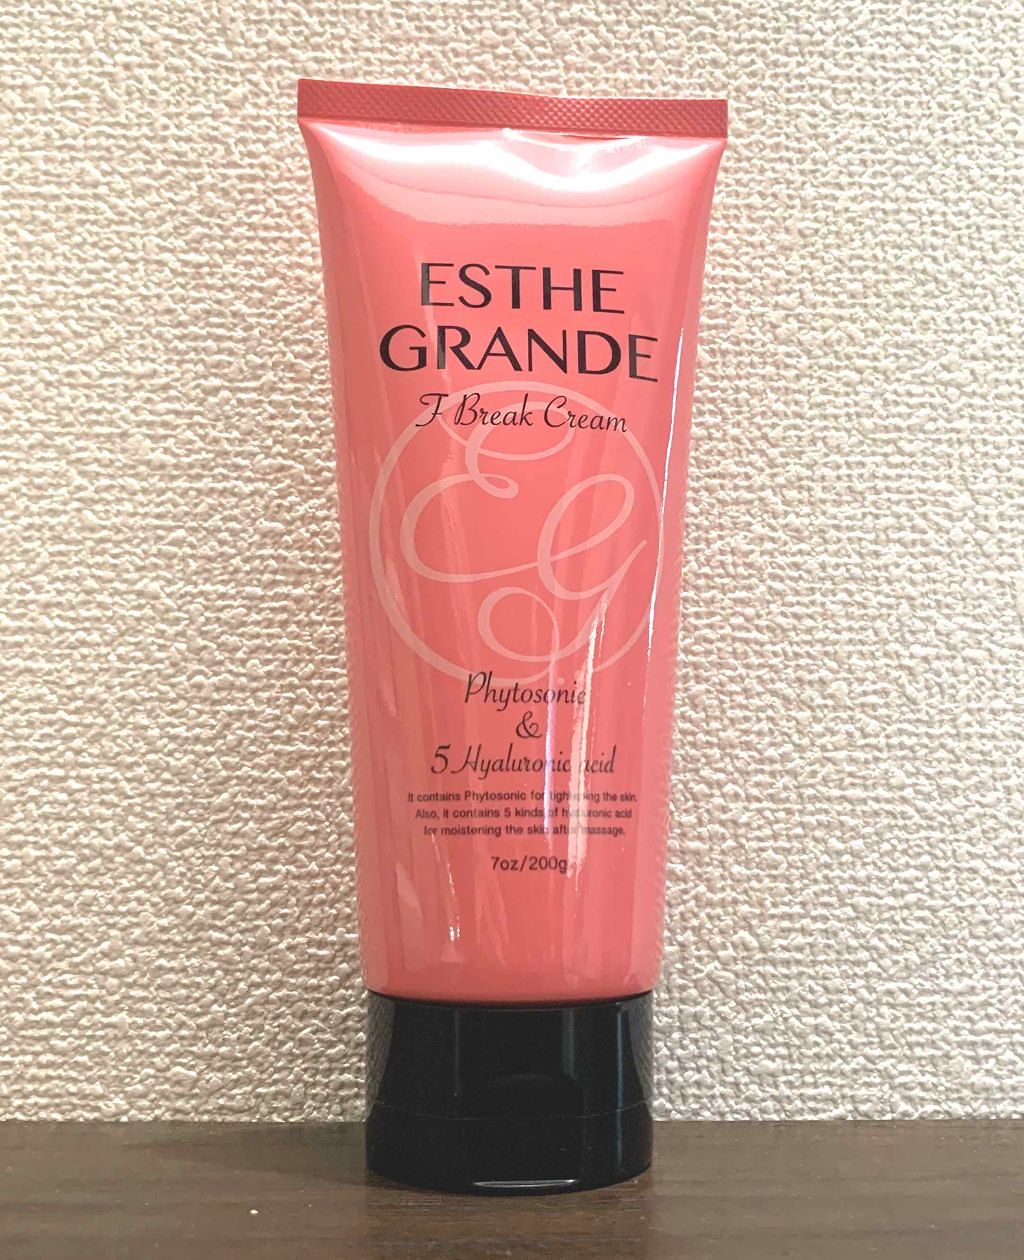 ESTHE
GRANDE
F Break Cream
EG
Phytosonic
&
5 Hyaluronic acid
It contains Phytosonic for tightening the skin.
Also, it contains 5 kinds of hyaluronic acid
for moistening the skin after massage.
7oz/200g